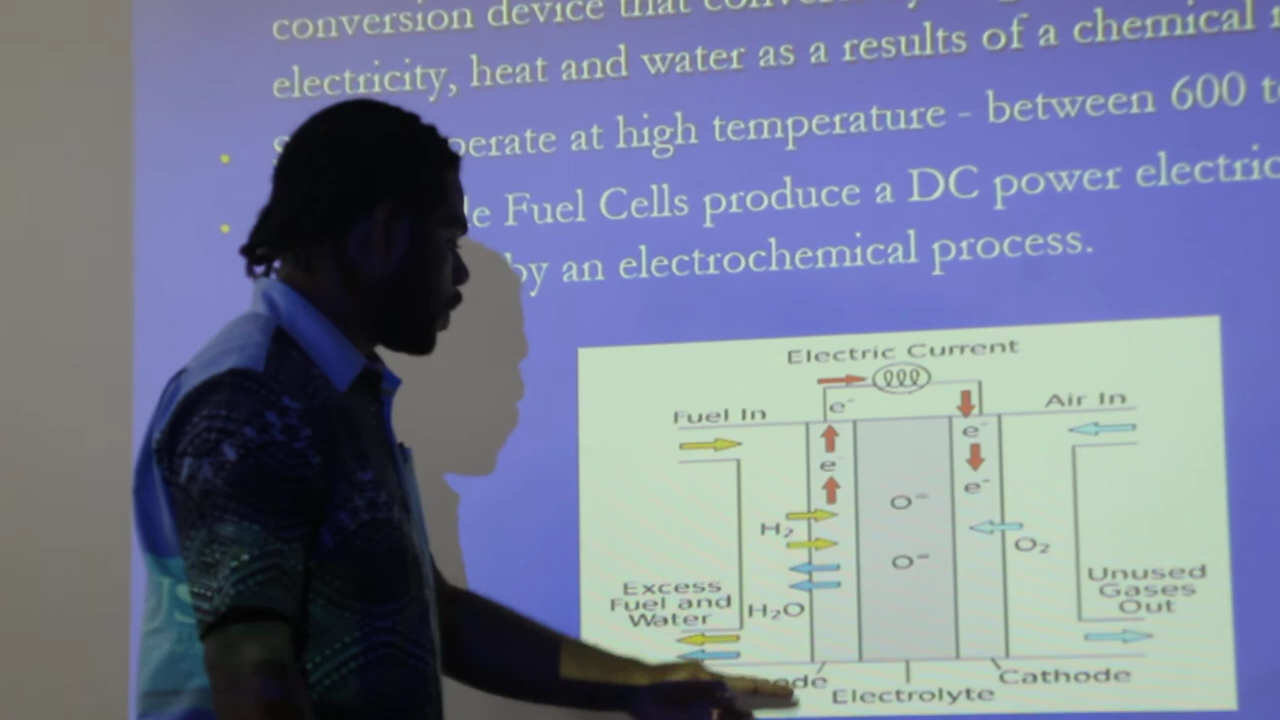 conversion device that
electricity, heat and water as a results of a chemical
perate at high temperature - between 600 t
e Fuel Cells produce a DC power electric
by an electrochemical process.
Electric Current
e-
Fuel In
Air In
e-
e-
e-
O-
H2
O2
O-
Unused
Gases
Out
Excess
Fuel and
Water
H2O
ode
Cathode
Electrolyte